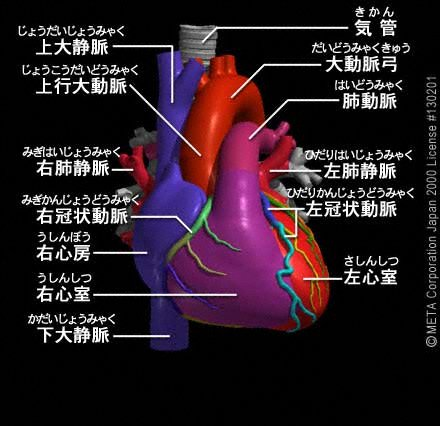 じょうだいじょうみゃく
上大静脈
じょうこうだいどうみゃく
上行大動脈
みぎはいじょうみゃく
右肺静脈
みぎかんじょうどうみゃく
右冠状動脈
うしんぼう
右心房
うしんしつ
右心室
かだいじょうみゃく
下大静脈
きかん
気管
だいどうみゃくきゅう
大動脈弓
はいどうみゃく
肺動脈
ひだりはいじょうみゃく
左肺静脈
ひだりかんじょうどうみゃく
左冠状動脈
さしんしつ
左心室
©META Corporation Japan 2000 License #130201